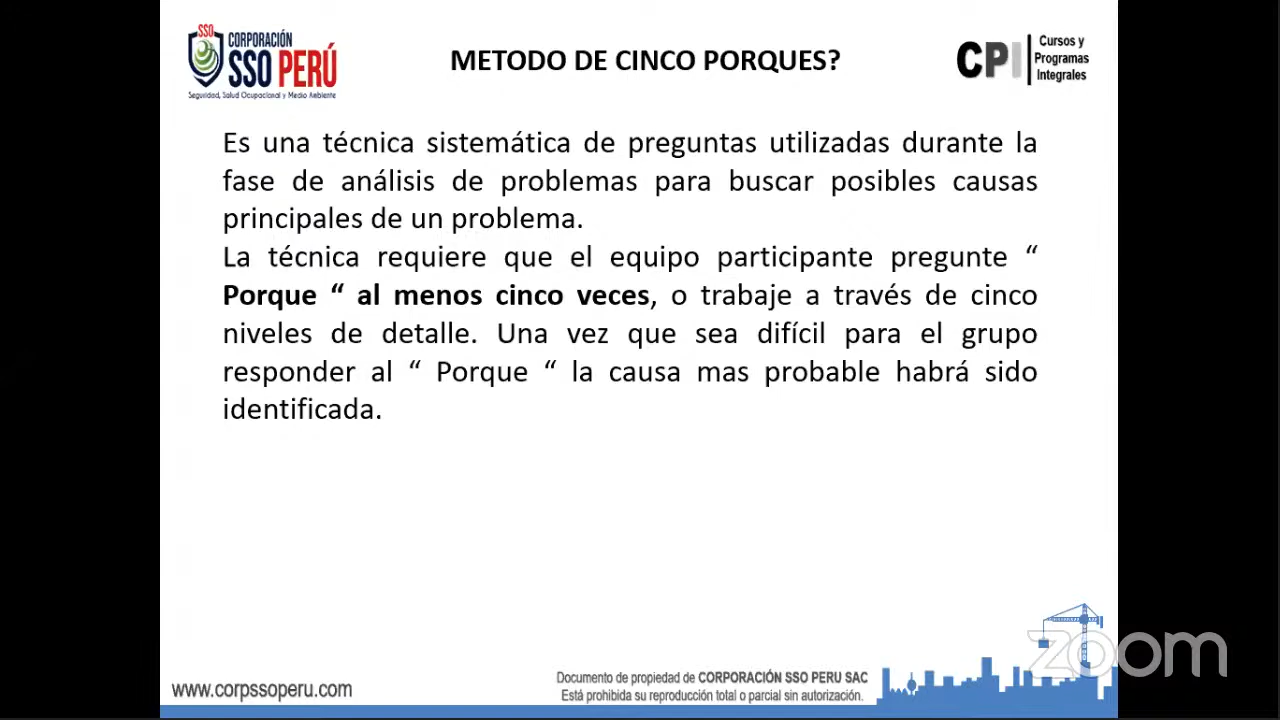 SSO
CORPORACIÓN
SSO PERÚ
Seguridad, Salud Ocupacional y Medio Ambiente
METODO DE CINCO PORQUES?
CPI
Cursos y
Programas
Integrales
Es una técnica sistemática de preguntas utilizadas durante la
fase de análisis de problemas para buscar posibles causas
principales de un problema.
La técnica requiere que el equipo participante pregunte “
Porque “ al menos cinco veces, o trabaje a través de cinco
niveles de detalle. Una vez que sea difícil para el grupo
responder al “ Porque “ la causa mas probable habrá sido
identificada.
zoom
www.corpssoperu.com
Documento de propiedad de CORPORACIÓN SSO PERU SAC
Está prohibida su reproducción total o parcial sin autorización.